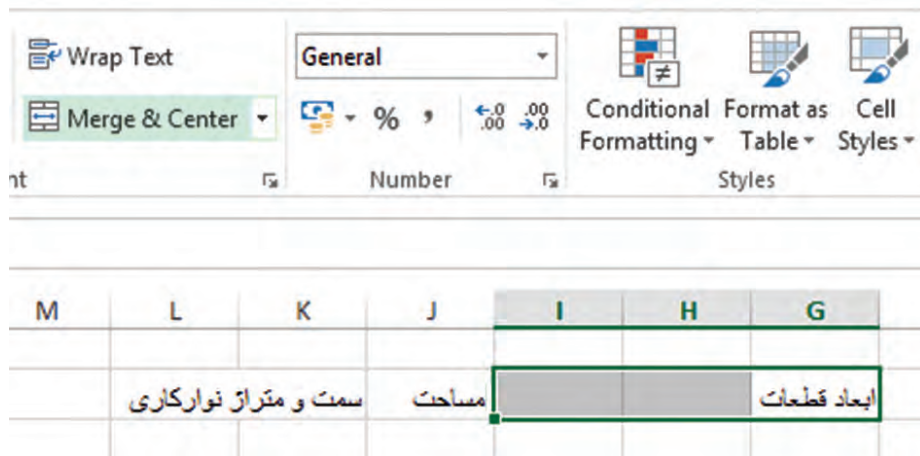 Wrap Text
General
Merge & Center
% , .00 .0
Conditional Formatting
Format as Table
Cell Styles
nt
Number
Styles
M L K J I H G
ابعاد قطعات مساحت سمت و متراژ نوارکاری